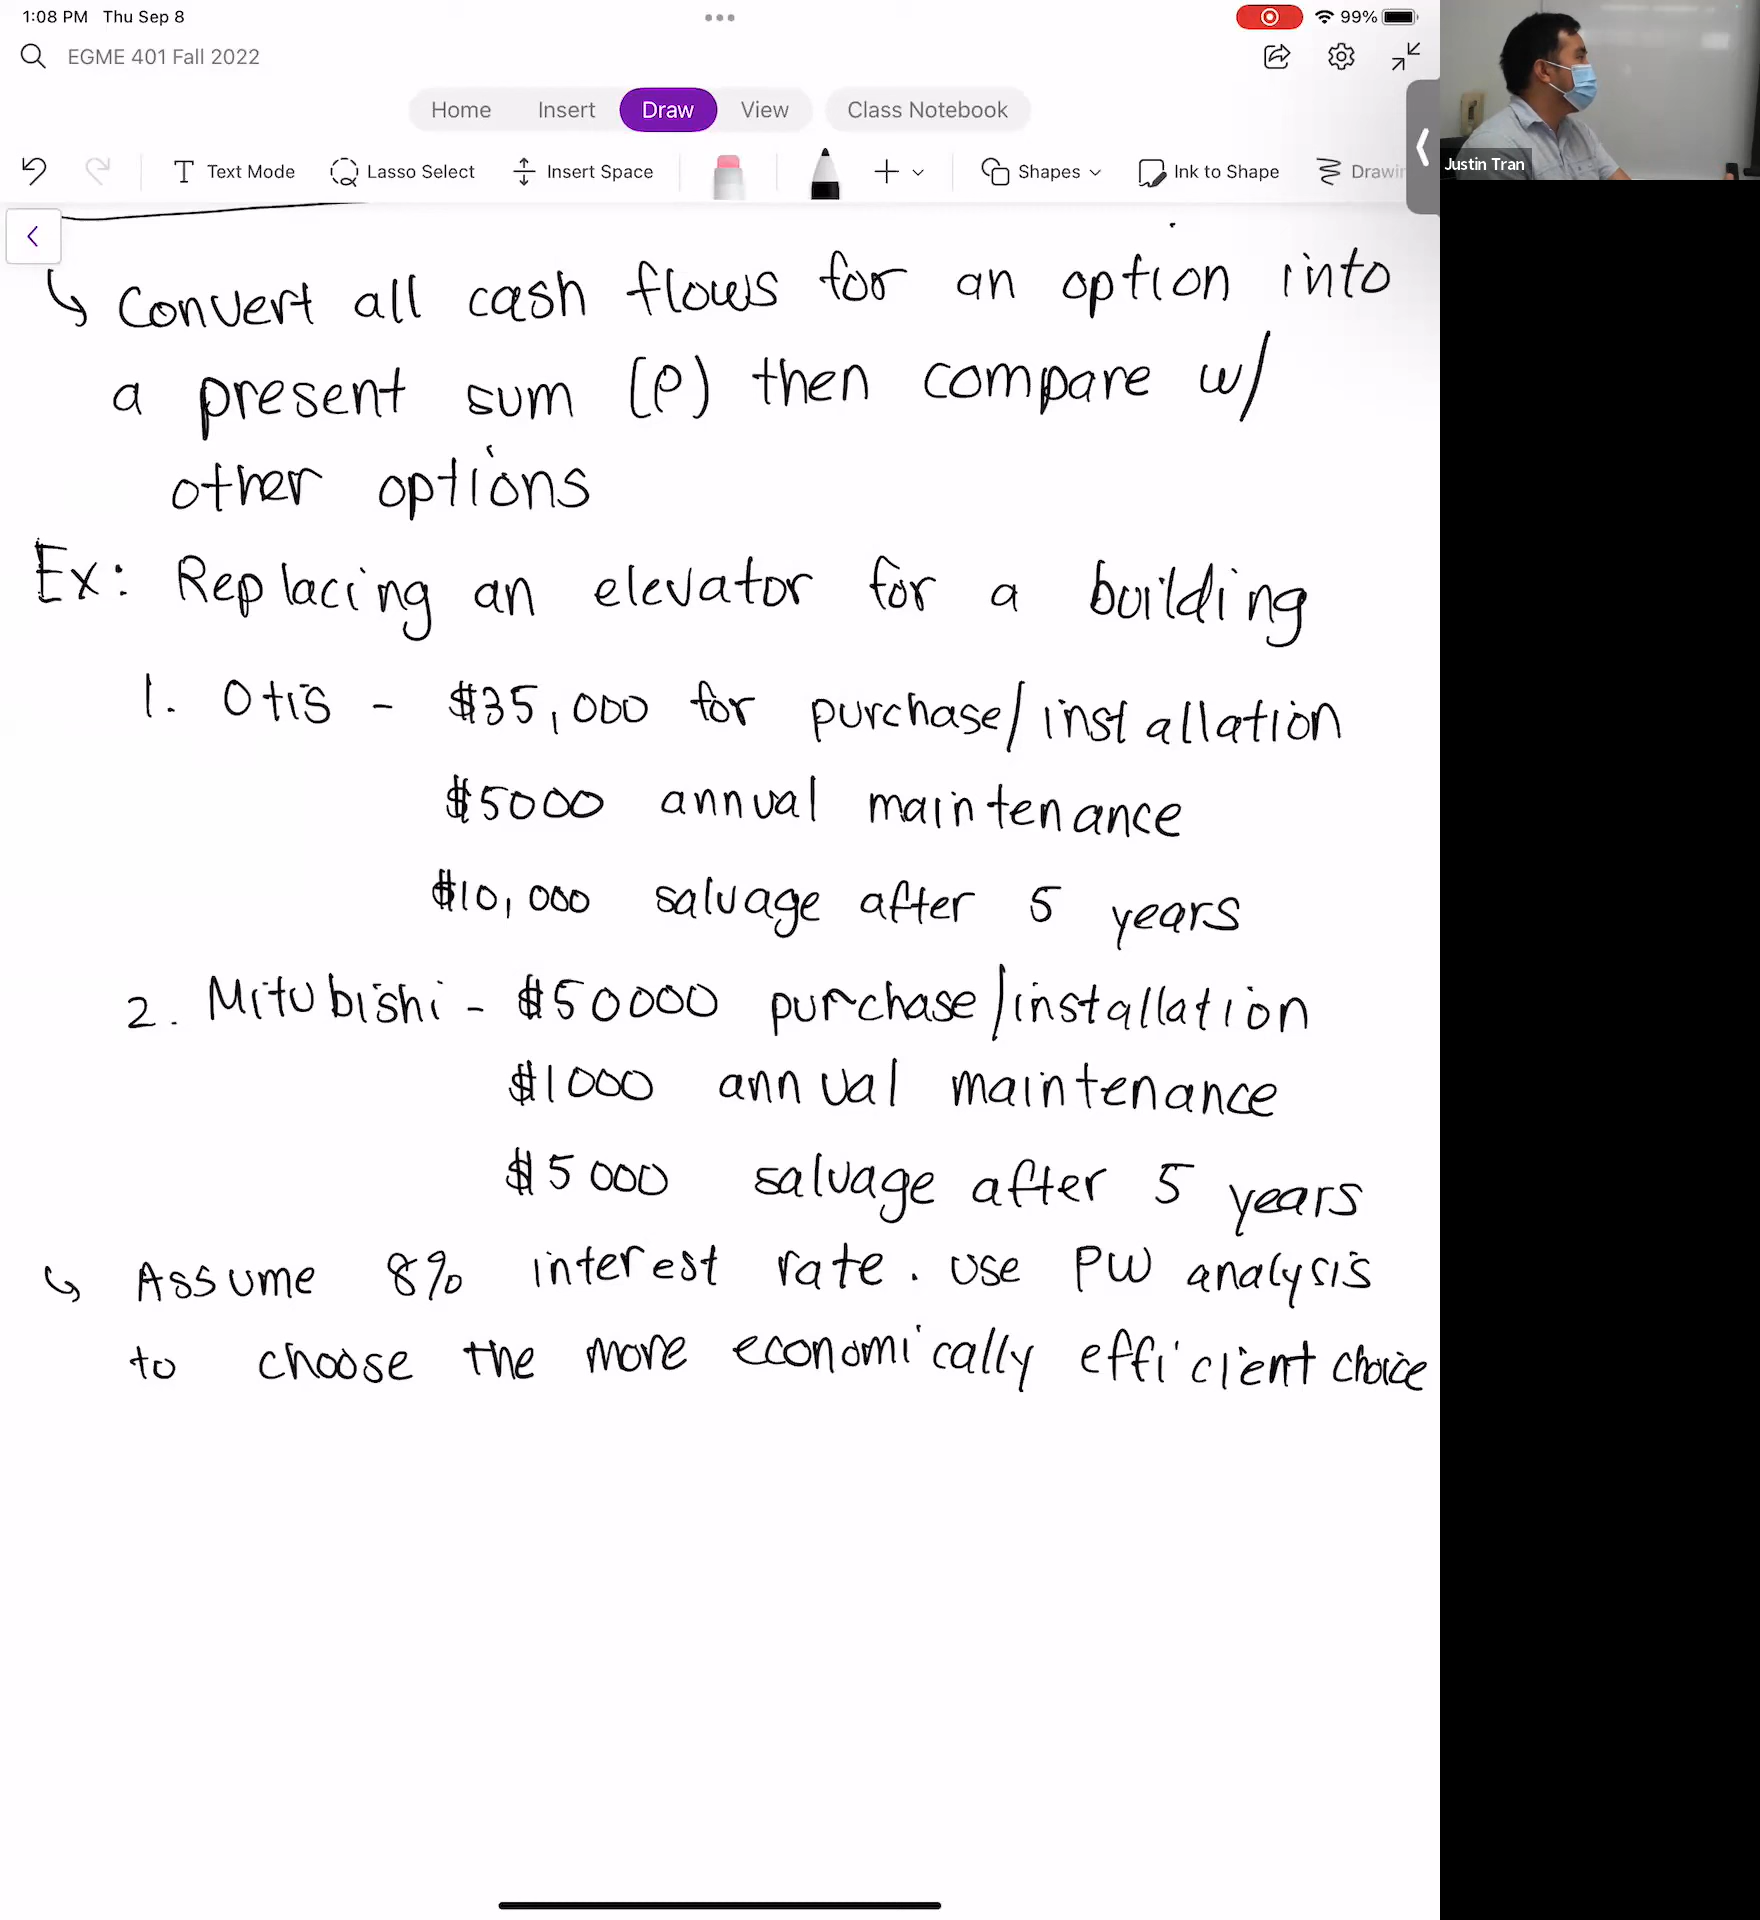 1:08 PM Thu Sep 8
99%
EGME 401 Fall 2022
Home Insert Draw View Class Notebook
Text Mode Lasso Select Insert Space Shapes Ink to Shape Drawi
Justin Tran
Convert all cash flows for an option into
a present sum (P) then compare w/
other options
Ex: Replacing an elevator for a building
1. Otis - $35,000 for purchase/installation
$5000 annual maintenance
$10,000 salvage after 5 years
2. Mitubishi - $50000 purchase/installation
$1000 annual maintenance
$5000 salvage after 5 years
Assume 8% interest rate. Use PW analysis
to choose the more economically efficient choice